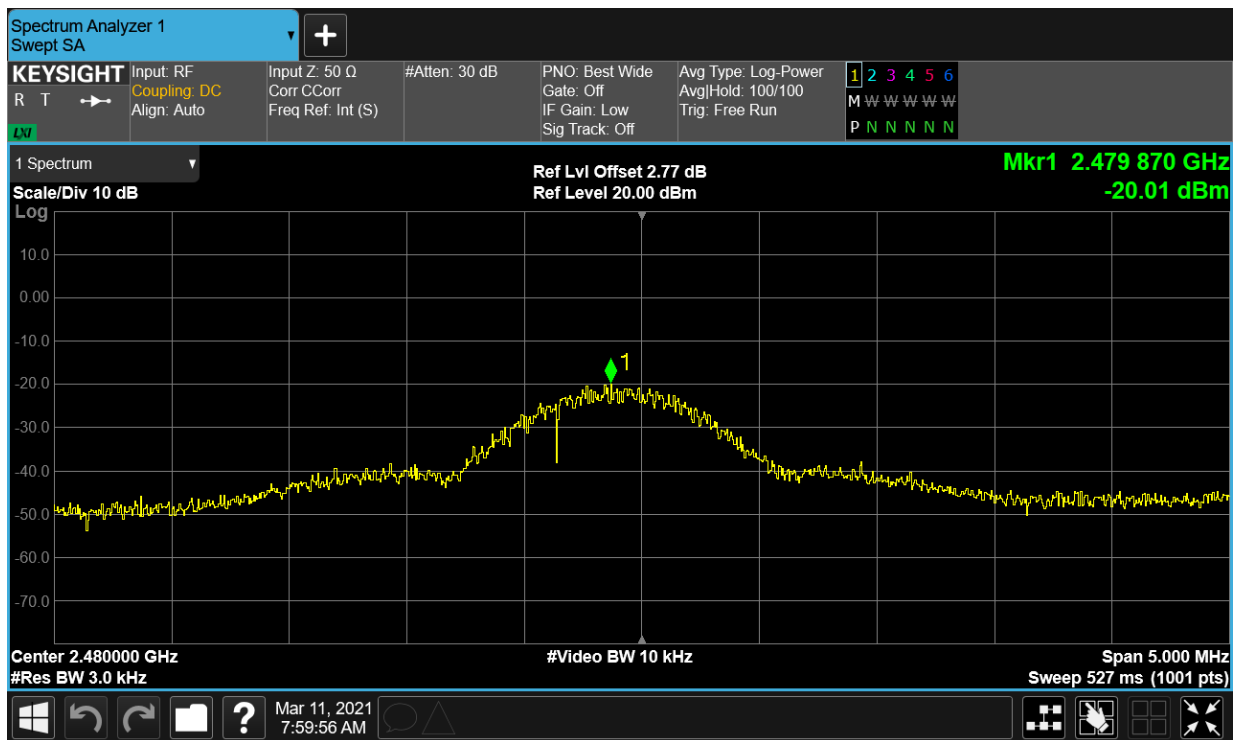 Spectrum Analyzer 1
Swept SA
+
KEYSIGHT
R T
LXI
Input: RF
Coupling: DC
Align: Auto
Input Z: 50 Ω
Corr CCorr
Freq Ref: Int (S)
#Atten: 30 dB
PNO: Best Wide
Gate: Off
IF Gain: Low
Sig Track: Off
Avg Type: Log-Power
Avg|Hold: 100/100
Trig: Free Run
1 2 3 4 5 6
M W W W W W
P N N N N N
1 Spectrum
Scale/Div 10 dB
Ref Lvl Offset 2.77 dB
Ref Level 20.00 dBm
Mkr1 2.479 870 GHz
-20.01 dBm
Log
10.0
0.00
-10.0
1
-20.0
-30.0
-40.0
-50.0
-60.0
-70.0
Center 2.480000 GHz
#Video BW 10 kHz
Span 5.000 MHz
#Res BW 3.0 kHz
Sweep 527 ms (1001 pts)
?
Mar 11, 2021
7:59:56 AM